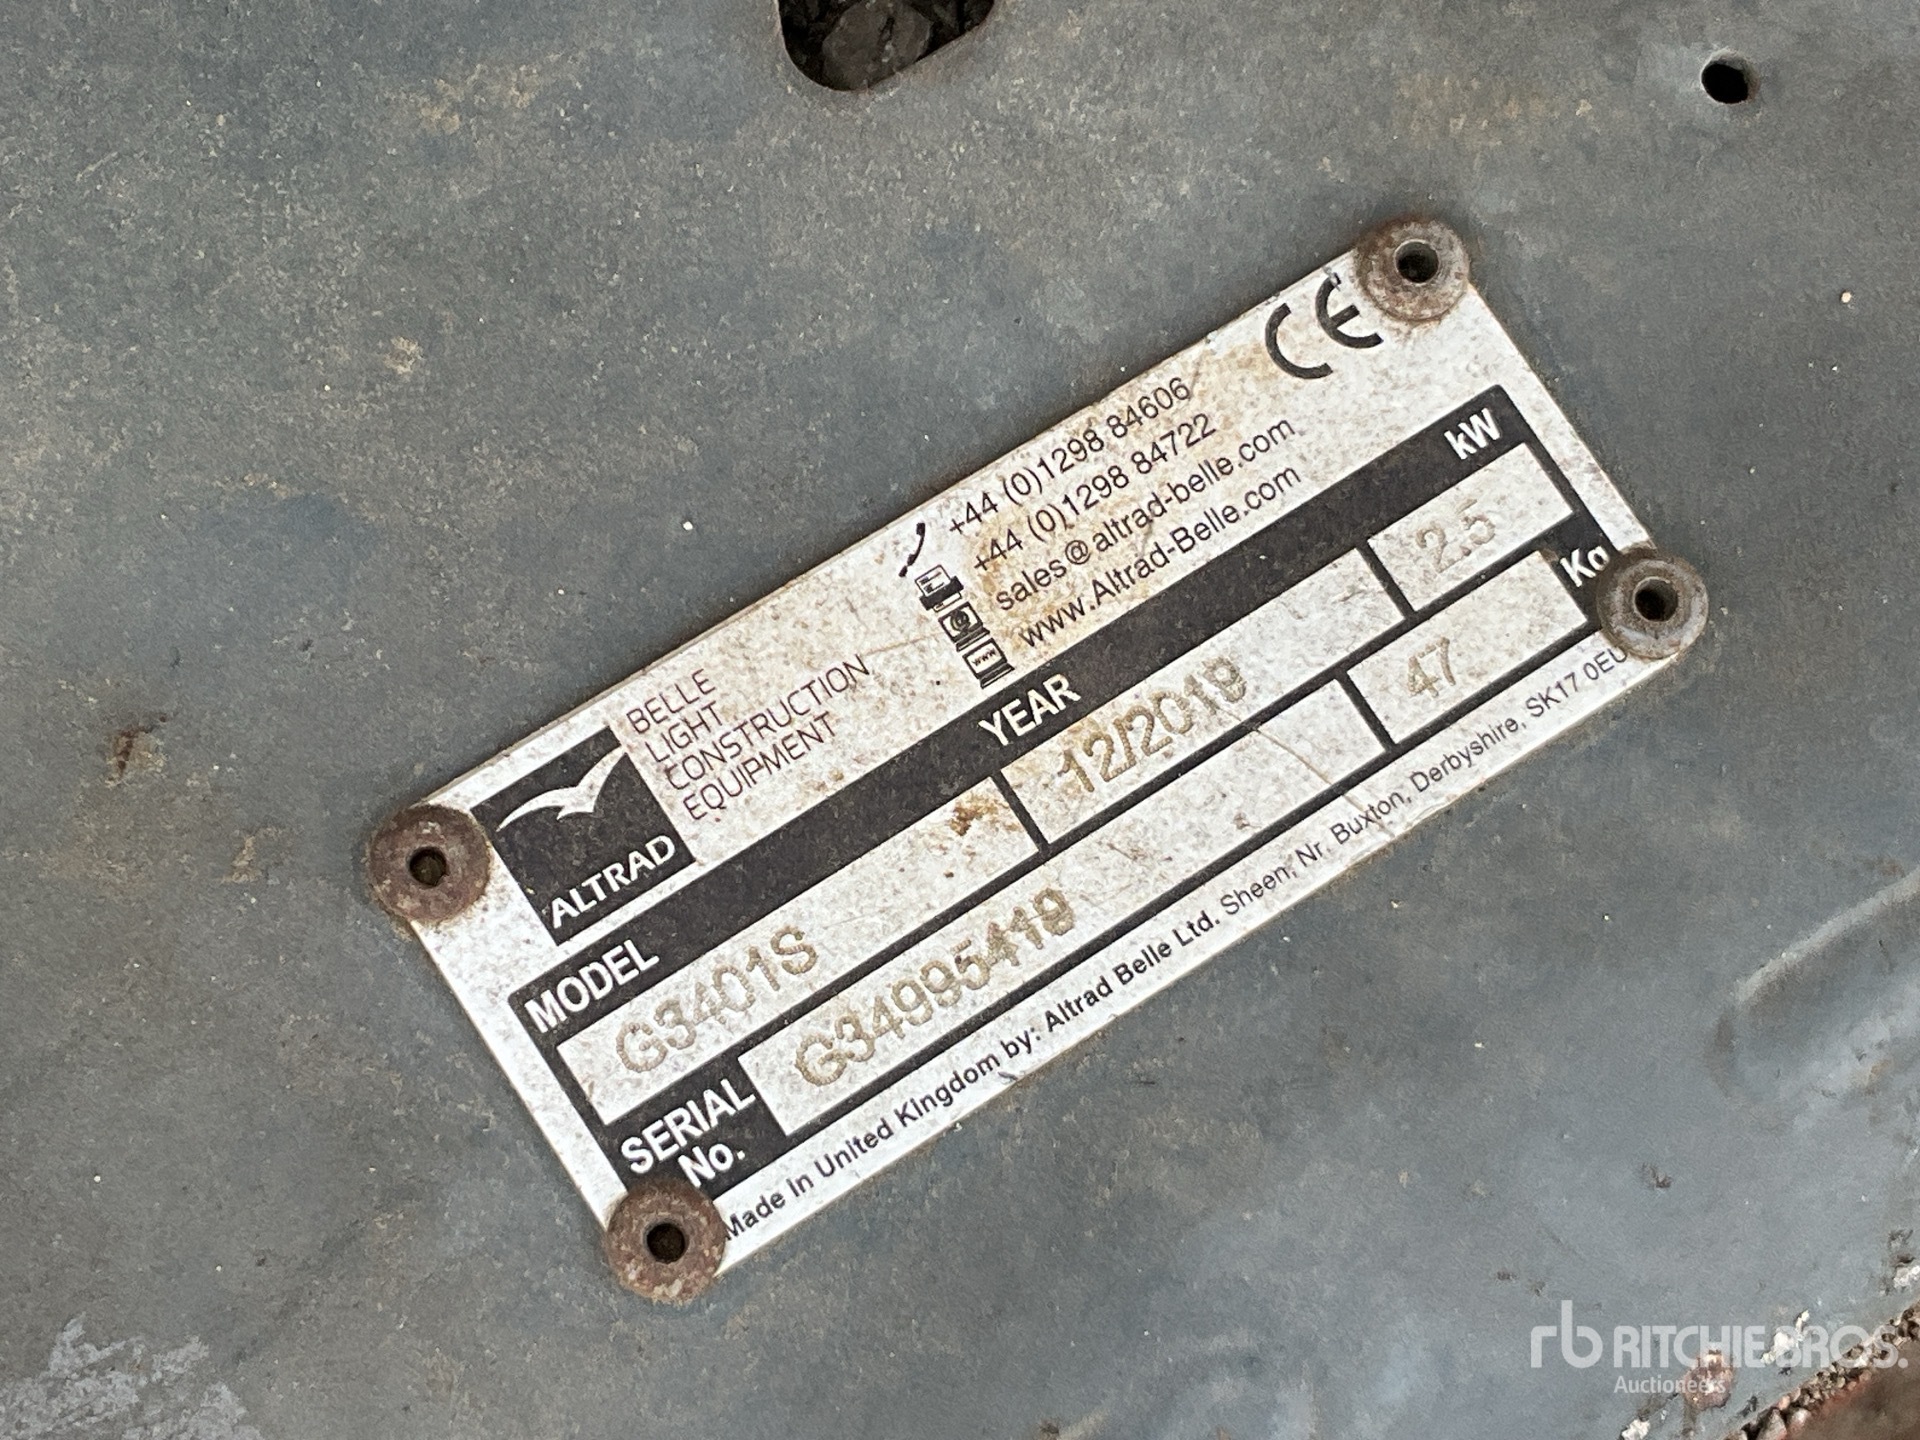 ALTRAD
BELLE
LIGHT
CONSTRUCTION
EQUIPMENT
+44 (0)1298 84606
+44 (0)1298 84722
sales@altrad-belle.com
www.Altrad-Belle.com
CE
MODEL YEAR kW
G3401S 12/2019 2.5
SERIAL No. G34995419 47 Kg
Made in United Kingdom by: Altrad Belle Ltd. Sheen, Nr. Buxton, Derbyshire, SK17 0EU
rb RITCHIE BROS.
Auctioneers